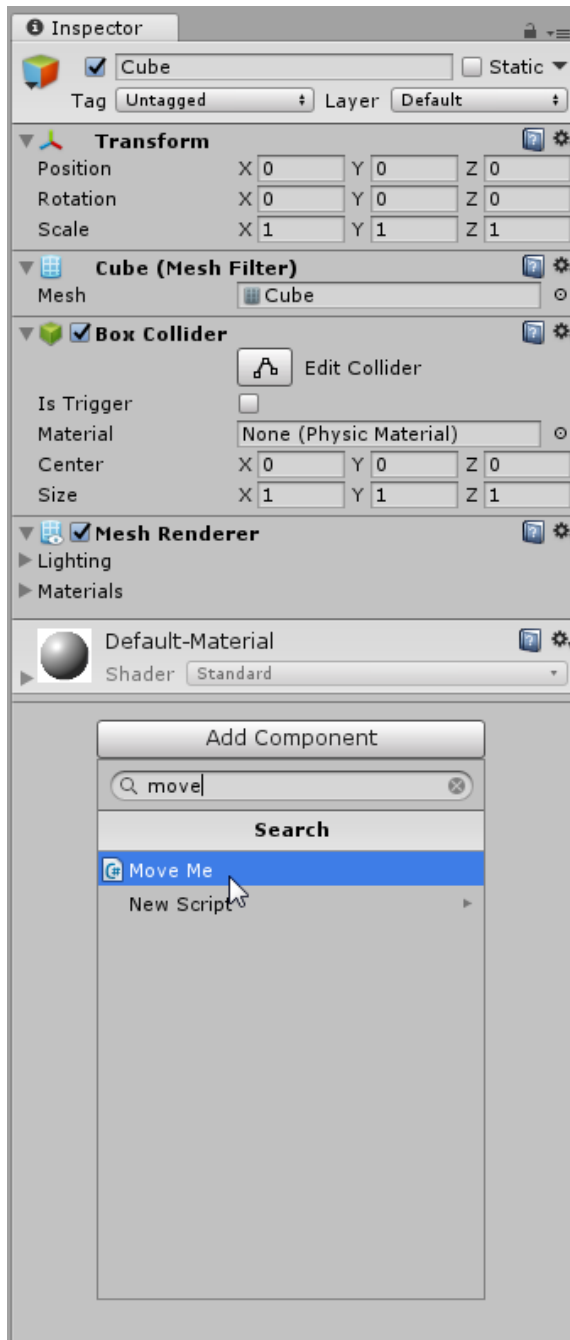 Inspector
Cube Static
Tag Untagged Layer Default
Transform
Position X 0 Y 0 Z 0
Rotation X 0 Y 0 Z 0
Scale X 1 Y 1 Z 1
Cube (Mesh Filter)
Mesh Cube
Box Collider
Edit Collider
Is Trigger
Material None (Physic Material)
Center X 0 Y 0 Z 0
Size X 1 Y 1 Z 1
Mesh Renderer
Lighting
Materials
Default-Material
Shader Standard
Add Component
move
Search
C# Move Me
New Script